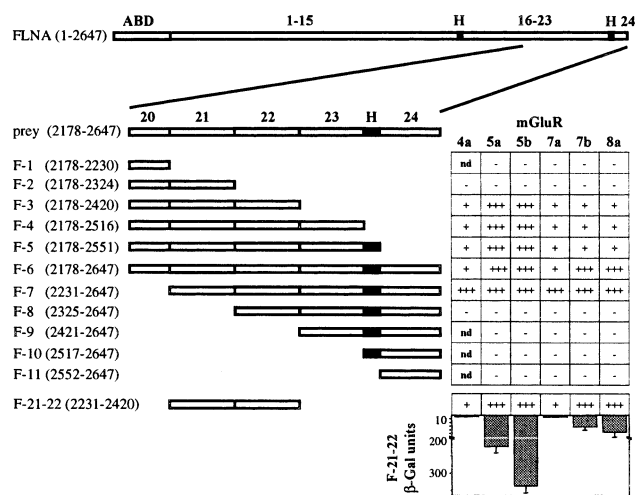 ABD 1-15 H 16-23 H 24
FLNA (1-2647)
20 21 22 23 H 24
prey (2178-2647)
mGluR
4a 5a 5b 7a 7b 8a
F-1 (2178-2230) nd - - - - -
F-2 (2178-2324) - - - - - -
F-3 (2178-2420) + +++ +++ + + +
F-4 (2178-2516) + +++ +++ + + +
F-5 (2178-2551) + +++ +++ + + +
F-6 (2178-2647) + +++ +++ + +++ +++
F-7 (2231-2647) +++ +++ +++ +++ +++ +++
F-8 (2325-2647) - - - - - -
F-9 (2421-2647) nd - - - - -
F-10 (2517-2647) nd - - - - -
F-11 (2552-2647) nd - - - - -
F-21-22 (2231-2420) + +++ +++ + +++ +++
F-21-22
β-Gal units
10
200
300